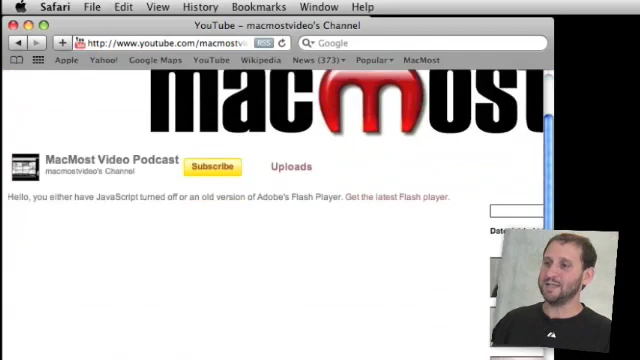 Safari File Edit View History Bookmarks Window Help
YouTube – macmostvideo's Channel
http://www.youtube.com/macmostvi RSS Google
Apple Yahoo! Google Maps YouTube Wikipedia News (373) Popular MacMost
macmost
MacMost Video Podcast
macmostvideo's Channel
Subscribe
Uploads
Hello, you either have JavaScript turned off or an old version of Adobe's Flash Player. Get the latest Flash player.